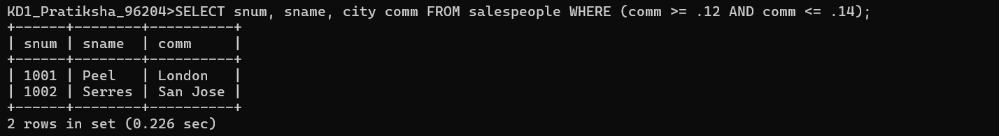 KD1_Pratiksha_96204>SELECT snum, sname, city comm FROM salespeople WHERE (comm >= .12 AND comm <= .14);
+------+--------+----------+
| snum | sname  | comm     |
+------+--------+----------+
| 1001 | Peel   | London   |
| 1002 | Serres | San Jose |
+------+--------+----------+
2 rows in set (0.226 sec)